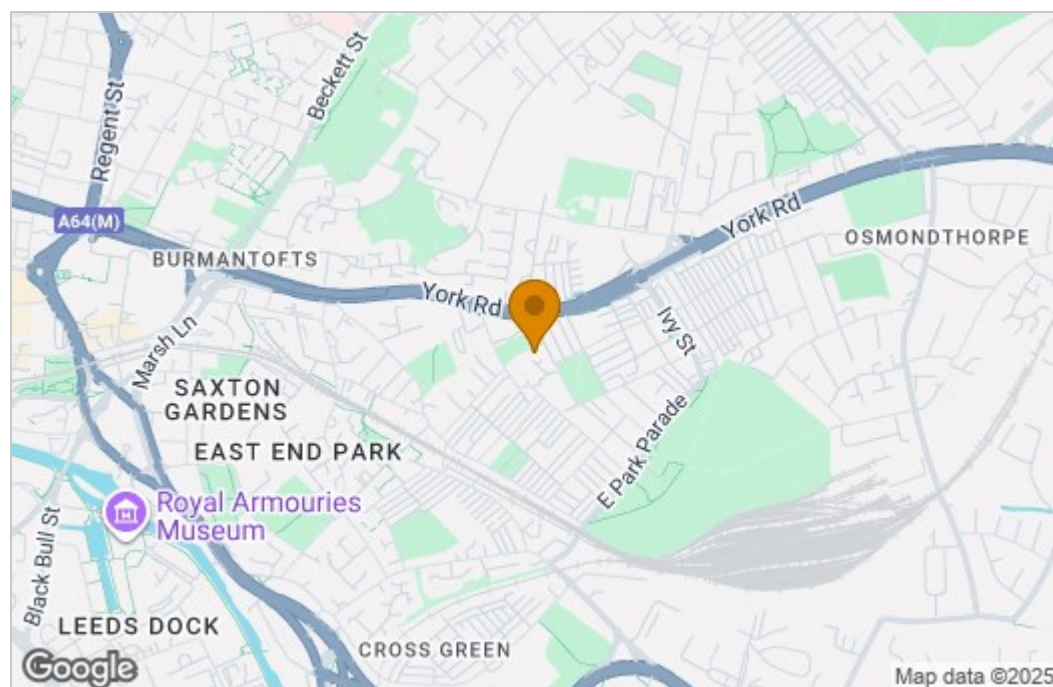 Beckett St
Regent St
A64(M)
York Rd
OSMONDTHORPE
BURMANTOFTS
York Rd
Ivy St
Marsh Ln
SAXTON
GARDENS
E Park Parade
EAST END PARK
Royal Armouries
Museum
Black Bull St
LEEDS DOCK
CROSS GREEN
Google
Map data ©2025